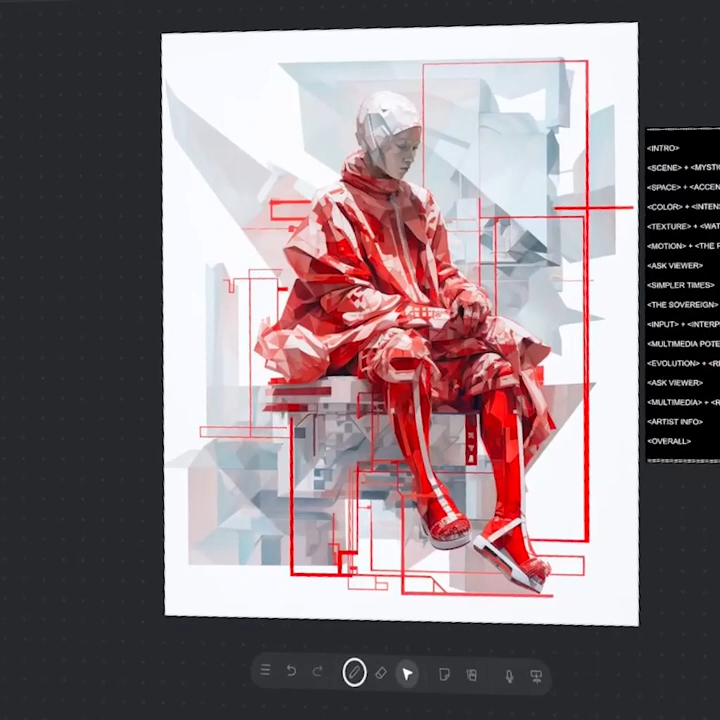 <INTRO>
<SCENE> + <MYSTI
<SPACE> + <ACCEN
<COLOR> + <INTEN
<TEXTURE> + <WAT
<MOTION> + <THE P
<ASK VIEWER>
<SIMPLER TIMES>
<THE SOVEREIGN>
<INPUT> + <INTERP
<MULTIMEDIA POTE
<EVOLUTION> + <R
<ASK VIEWER>
<MULTIMEDIA> + <R
<ARTIST INFO>
<OVERALL>